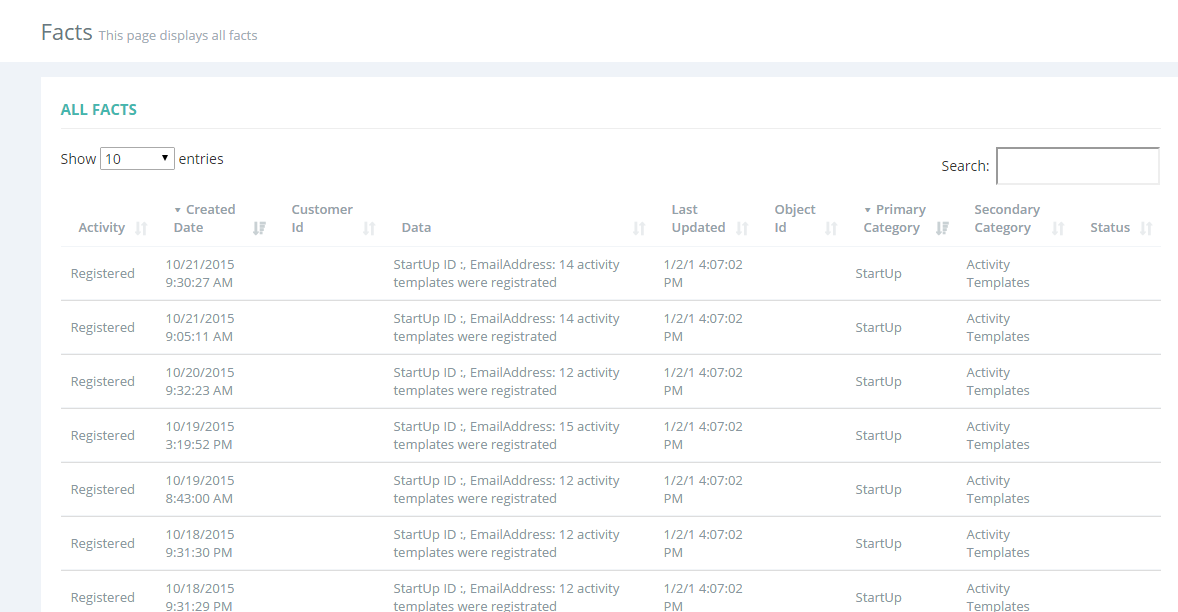 Facts This page displays all facts
ALL FACTS
Show 10 entries
Search:
Activity
Created
Date
Customer
Id
Data
Last
Updated
Object
Id
Primary
Category
Secondary
Category
Status
Registered
10/21/2015
9:30:27 AM
StartUp ID :, EmailAddress: 14 activity
templates were registrated
1/2/1 4:07:02
PM
StartUp
Activity
Templates
Registered
10/21/2015
9:05:11 AM
StartUp ID :, EmailAddress: 14 activity
templates were registrated
1/2/1 4:07:02
PM
StartUp
Activity
Templates
Registered
10/20/2015
9:32:23 AM
StartUp ID :, EmailAddress: 12 activity
templates were registrated
1/2/1 4:07:02
PM
StartUp
Activity
Templates
Registered
10/19/2015
3:19:52 PM
StartUp ID :, EmailAddress: 15 activity
templates were registrated
1/2/1 4:07:02
PM
StartUp
Activity
Templates
Registered
10/19/2015
8:43:00 AM
StartUp ID :, EmailAddress: 12 activity
templates were registrated
1/2/1 4:07:02
PM
StartUp
Activity
Templates
Registered
10/18/2015
9:31:30 PM
StartUp ID :, EmailAddress: 12 activity
templates were registrated
1/2/1 4:07:02
PM
StartUp
Activity
Templates
Registered
10/18/2015
9:31:29 PM
StartUp ID :, EmailAddress: 12 activity
templates were registrated
1/2/1 4:07:02
PM
StartUp
Activity
Templates